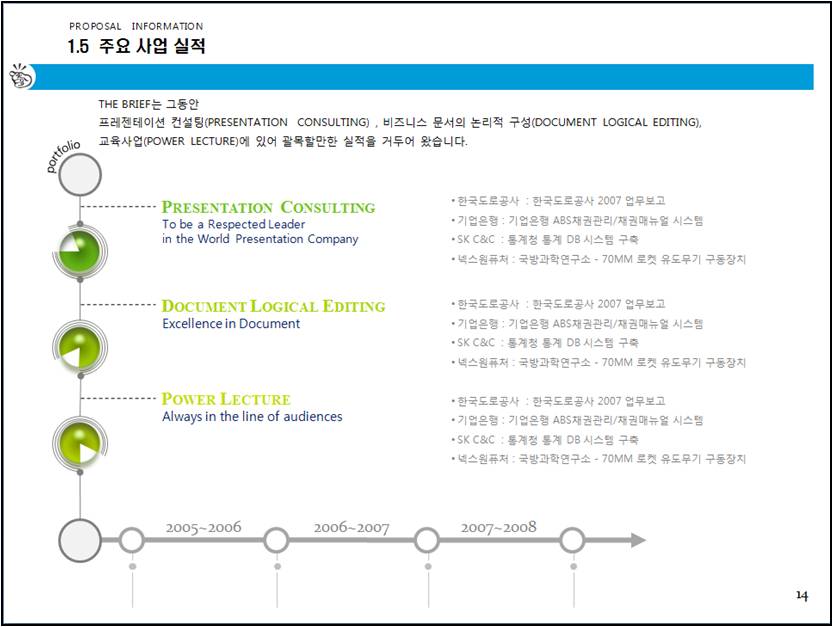 PROPOSAL INFORMATION
1.5 주요 사업 실적
THE BRIEF는 그동안
프레젠테이션 컨설팅(PRESENTATION CONSULTING) , 비즈니스 문서의 논리적 구성(DOCUMENT LOGICAL EDITING),
교육사업(POWER LECTURE)에 있어 괄목할만한 실적을 거두어 왔습니다.
portfolio
PRESENTATION CONSULTING
To be a Respected Leader
in the World Presentation Company
•한국도로공사 : 한국도로공사 2007 업무보고
•기업은행 : 기업은행 ABS채권관리/채권매뉴얼 시스템
•SK C&C : 통계청 통계 DB 시스템 구축
•넥스원퓨처 : 국방과학연구소 - 70MM 로켓 유도무기 구동장치
DOCUMENT LOGICAL EDITING
Excellence in Document
•한국도로공사 : 한국도로공사 2007 업무보고
•기업은행 : 기업은행 ABS채권관리/채권매뉴얼 시스템
•SK C&C : 통계청 통계 DB 시스템 구축
•넥스원퓨처 : 국방과학연구소 - 70MM 로켓 유도무기 구동장치
POWER LECTURE
Always in the line of audiences
•한국도로공사 : 한국도로공사 2007 업무보고
•기업은행 : 기업은행 ABS채권관리/채권매뉴얼 시스템
•SK C&C : 통계청 통계 DB 시스템 구축
•넥스원퓨처 : 국방과학연구소 - 70MM 로켓 유도무기 구동장치
2005~2006
2006~2007
2007~2008
14